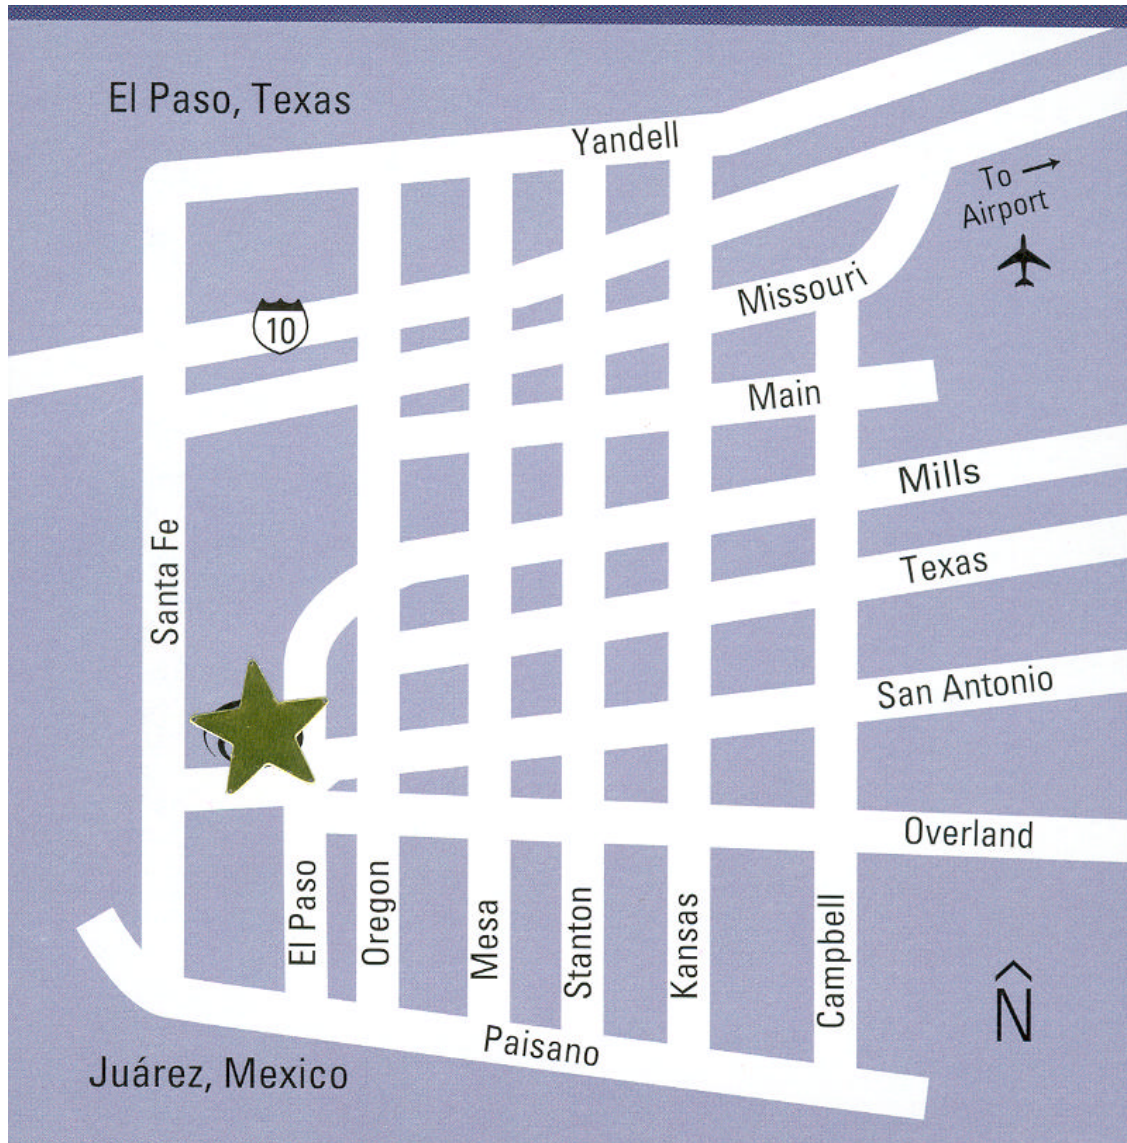 El Paso, Texas
Yandell
To
Airport
10
Missouri
Main
Mills
Santa Fe
Texas
San Antonio
Overland
El Paso
Oregon
Mesa
Stanton
Kansas
Campbell
N
Paisano
Juárez, Mexico